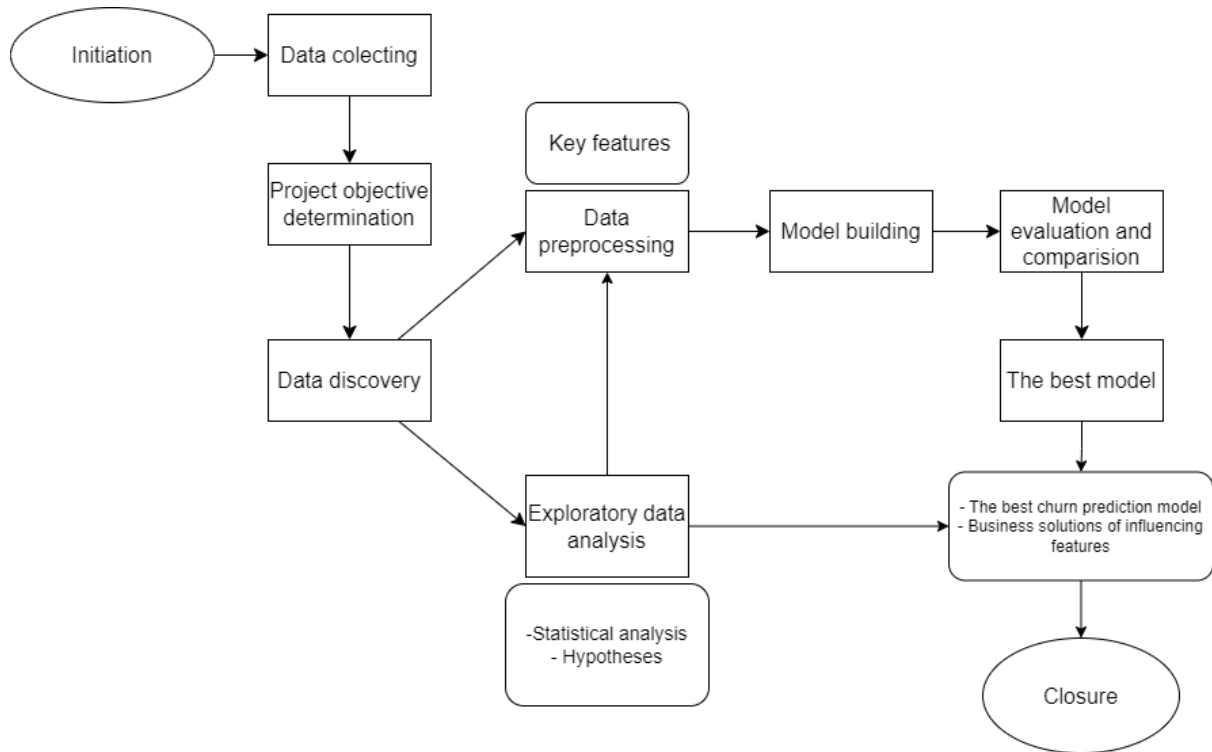 Initiation
Data colecting
Key features
Project objective
determination
Data
preprocessing
Model building
Model
evaluation and
comparision
Data discovery
The best model
Exploratory data
analysis
- The best churn prediction model
- Business solutions of influencing
features
-Statistical analysis
- Hypotheses
Closure